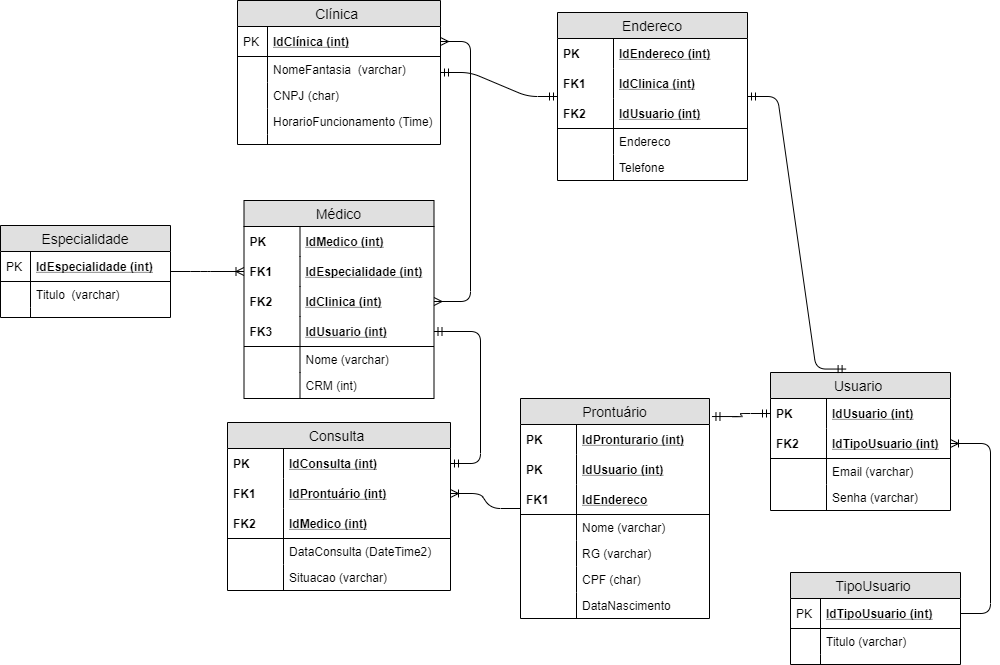 Clínica
PK IdClínica (int)
NomeFantasia (varchar)
CNPJ (char)
HorarioFuncionamento (Time)
Endereco
PK IdEndereco (int)
FK1 IdClinica (int)
FK2 IdUsuario (int)
Endereco
Telefone
Especialidade
PK IdEspecialidade (int)
Titulo (varchar)
Médico
PK IdMedico (int)
FK1 IdEspecialidade (int)
FK2 IdClinica (int)
FK3 IdUsuario (int)
Nome (varchar)
CRM (int)
Consulta
PK IdConsulta (int)
FK1 IdProntuário (int)
FK2 IdMedico (int)
DataConsulta (DateTime2)
Situacao (varchar)
Prontuário
PK IdPronturario (int)
PK IdUsuario (int)
FK1 IdEndereco
Nome (varchar)
RG (varchar)
CPF (char)
DataNascimento
Usuario
PK IdUsuario (int)
FK2 IdTipoUsuario (int)
Email (varchar)
Senha (varchar)
TipoUsuario
PK IdTipoUsuario (int)
Titulo (varchar)